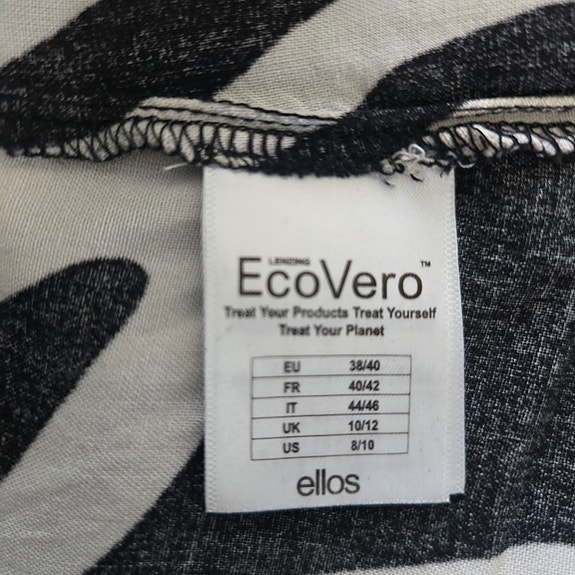 LENZING
EcoVero™
Treat Your Products Treat Yourself
Treat Your Planet
EU 38/40
FR 40/42
IT 44/46
UK 10/12
US 8/10
ellos